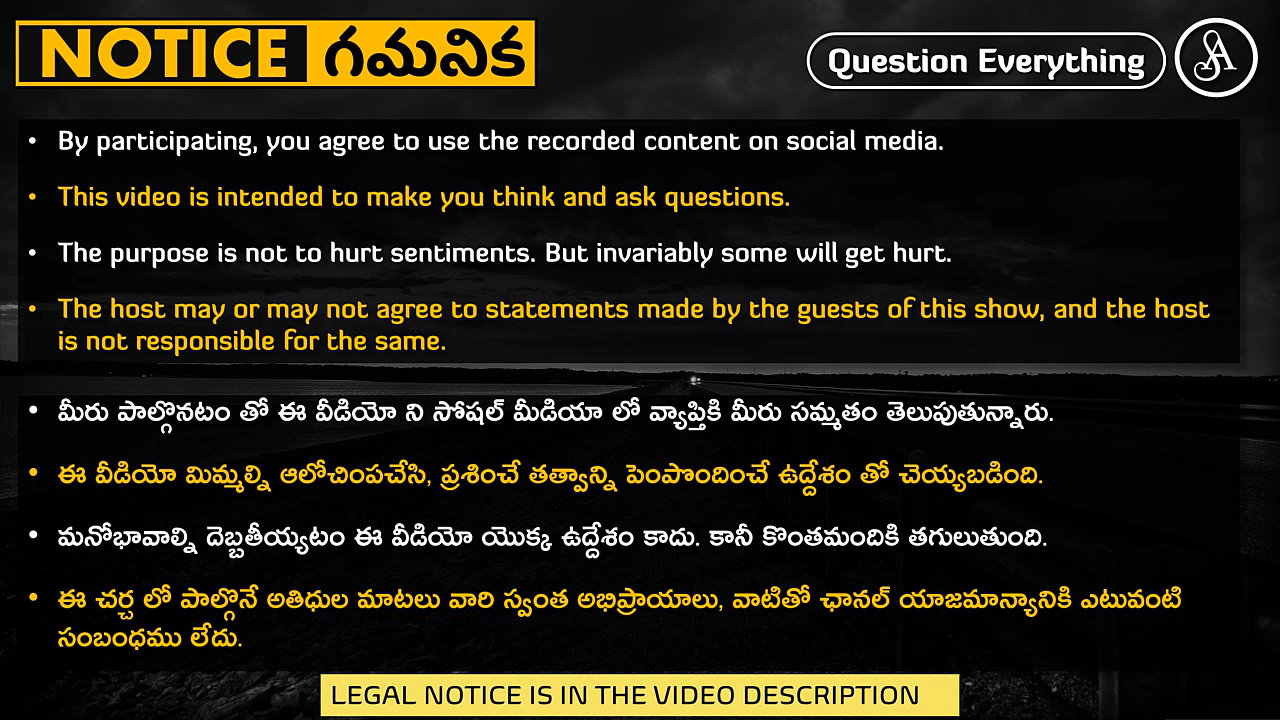 NOTICE గమనిక
Question Everything
• By participating, you agree to use the recorded content on social media.
• This video is intended to make you think and ask questions.
• The purpose is not to hurt sentiments. But invariably some will get hurt.
• The host may or may not agree to statements made by the guests of this show, and the host
is not responsible for the same.
• మీరు పాల్గొనటం తో ఈ వీడియో ని సోషల్ మీడియా లో వ్యాప్తికి మీరు సమ్మతం తెలుపుతున్నారు.
• ఈ వీడియో మిమ్మల్ని ఆలోచింపచేసి, ప్రశించే తత్వాన్ని పెంపొందించే ఉద్దేశం తో చెయ్యబడింది.
• మనోభావాల్ని దెబ్బతీయ్యటం ఈ వీడియో యొక్క ఉద్దేశం కాదు. కానీ కొంతమందికి తగులుతుంది.
• ఈ చర్చ లో పాల్గొనే అతిధుల మాటలు వారి స్వంత అభిప్రాయాలు, వాటితో ఛానల్ యాజమాన్యానికి ఎటువంటి
సంబంధము లేదు.
LEGAL NOTICE IS IN THE VIDEO DESCRIPTION